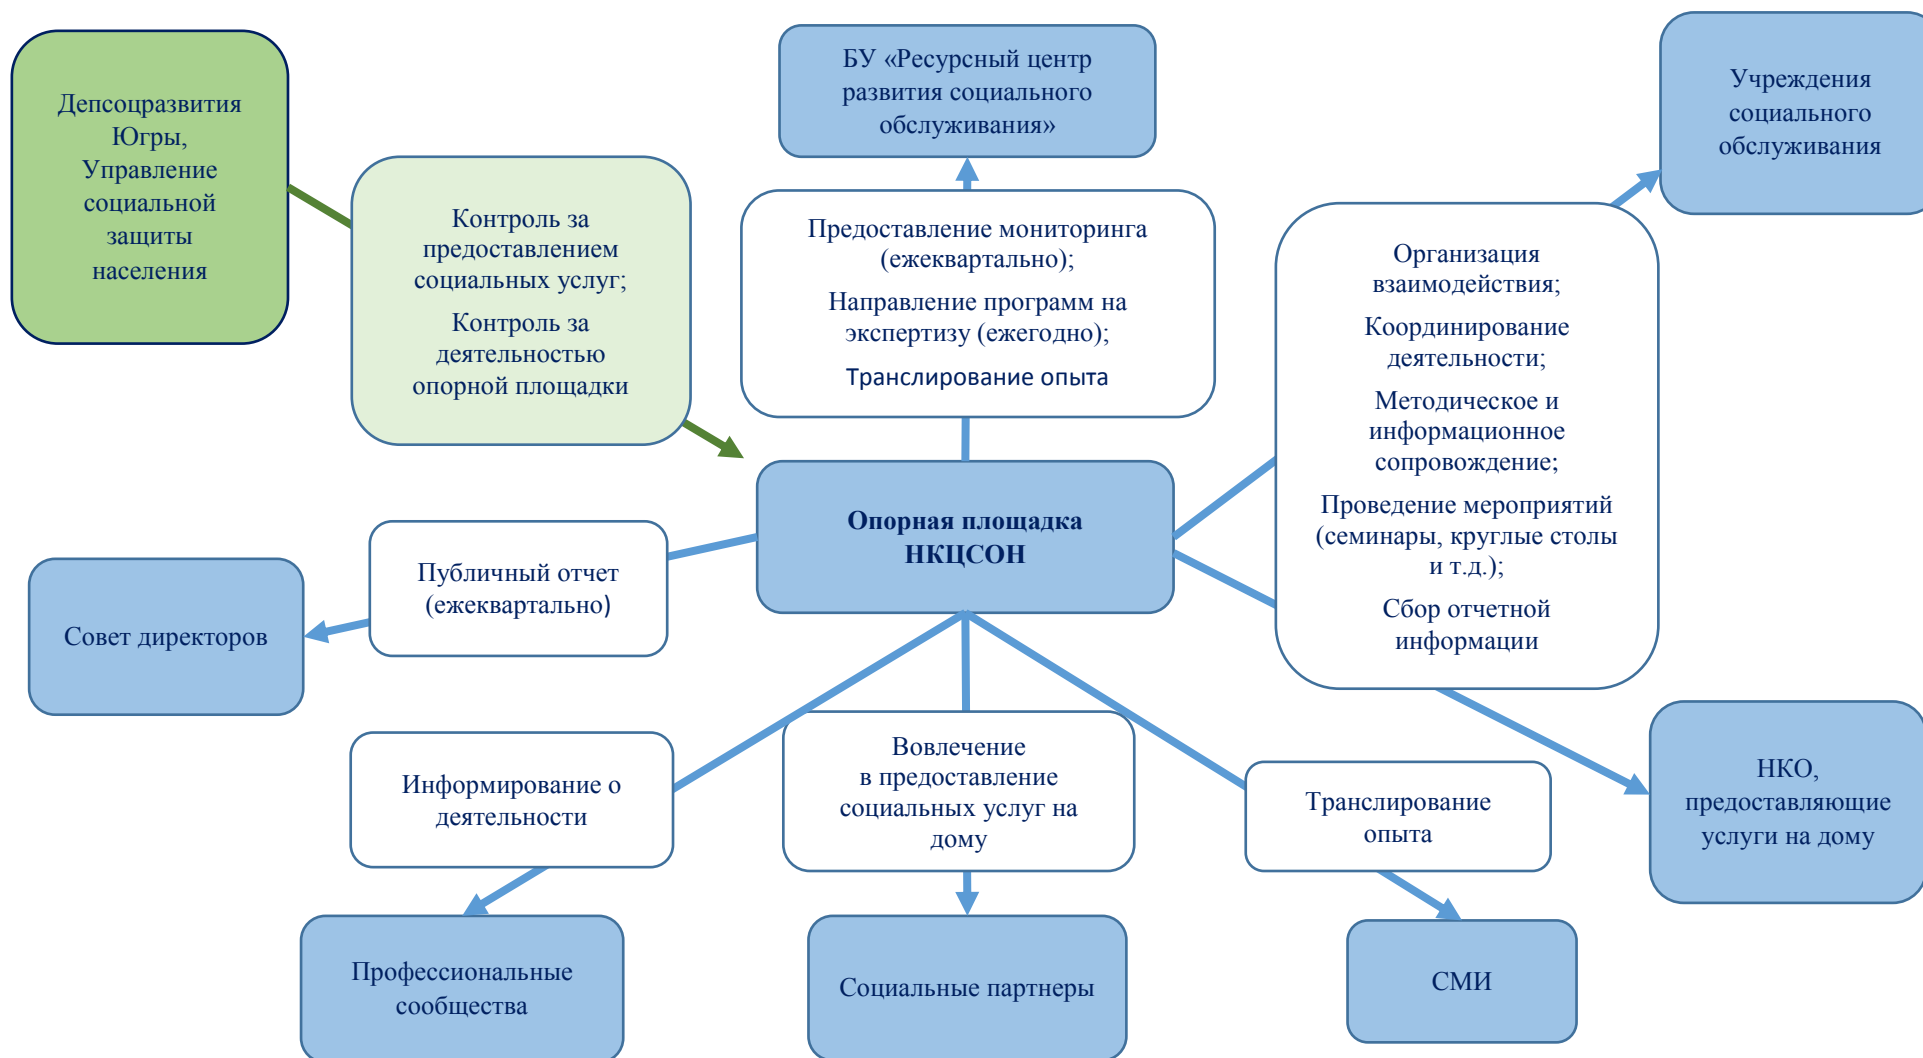 Депсоцразвития
Югры,
Управление
социальной
защиты
населения
Контроль за
предоставлением
социальных услуг;
Контроль за
деятельностью
опорной площадки
БУ «Ресурсный центр
развития социального
обслуживания»
Предоставление мониторинга
(ежеквартально);
Направление программ на
экспертизу (ежегодно);
Транслирование опыта
Учреждения
социального
обслуживания
Организация
взаимодействия;
Координирование
деятельности;
Методическое и
информационное
сопровождение;
Проведение мероприятий
(семинары, круглые столы
и т.д.);
Сбор отчетной
информации
Опорная площадка
НКЦСОН
Публичный отчет
(ежеквартально)
Совет директоров
Информирование о
деятельности
Вовлечение
в предоставление
социальных услуг на
дому
Транслирование
опыта
НКО,
предоставляющие
услуги на дому
Профессиональные
сообщества
Социальные партнеры
СМИ